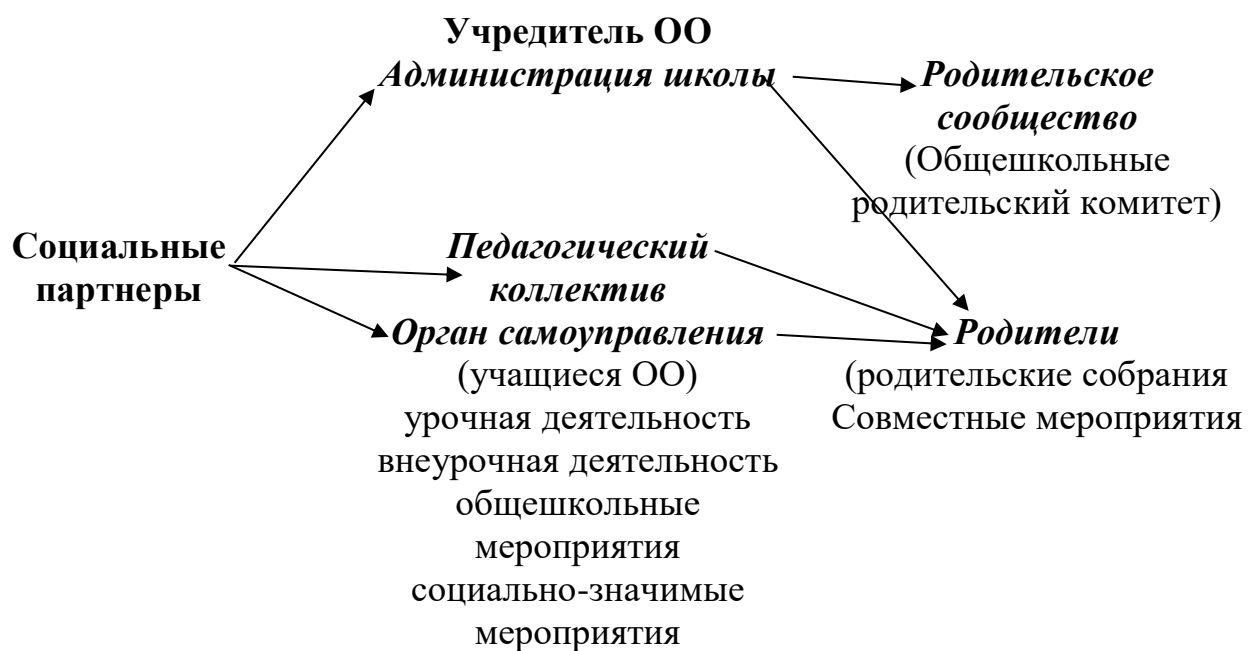 Учредитель ОО
Администрация школы
Родительское
сообщество
(Общешкольные
родительский комитет)
Социальные
партнеры
Педагогический
коллектив
Орган самоуправления
(учащиеся ОО)
урочная деятельность
внеурочная деятельность
общешкольные
мероприятия
социально-значимые
мероприятия
Родители
(родительские собрания
Совместные мероприятия